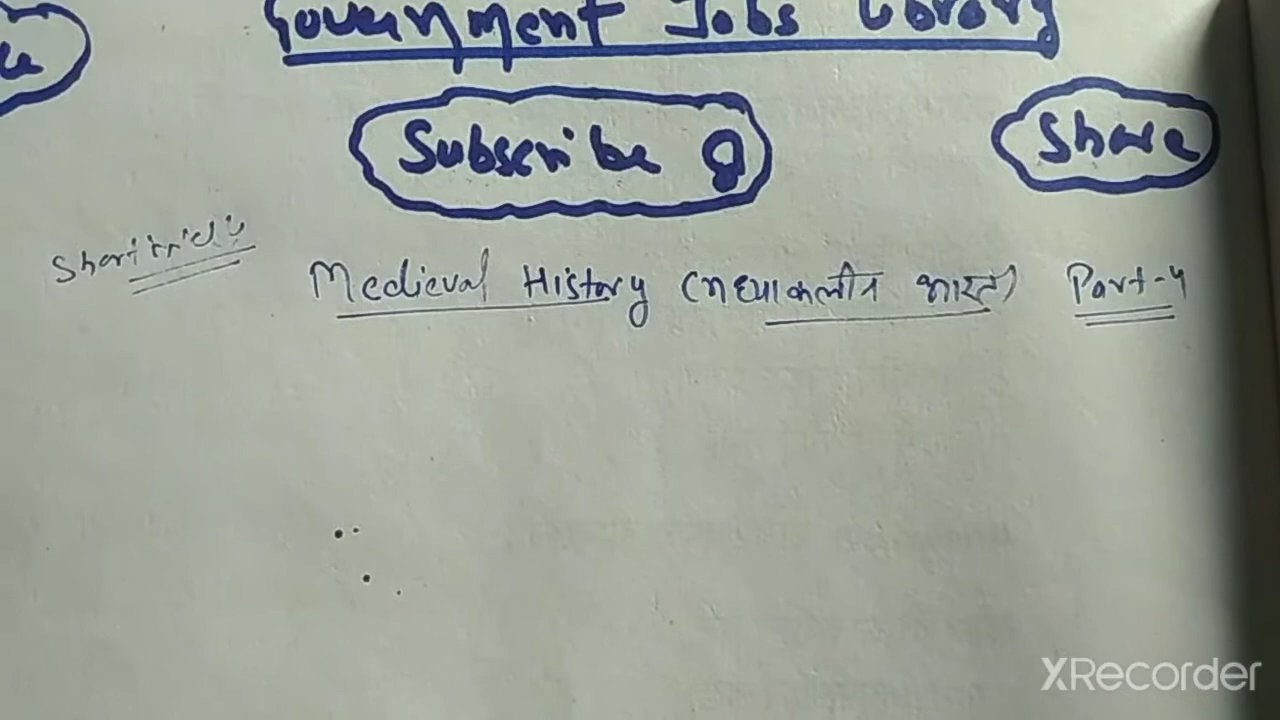 Government Jobs Library
Subscribe
Share
Short Tricks
Medieval History (मध्यकालीन भारत) Part-4
XRecorder